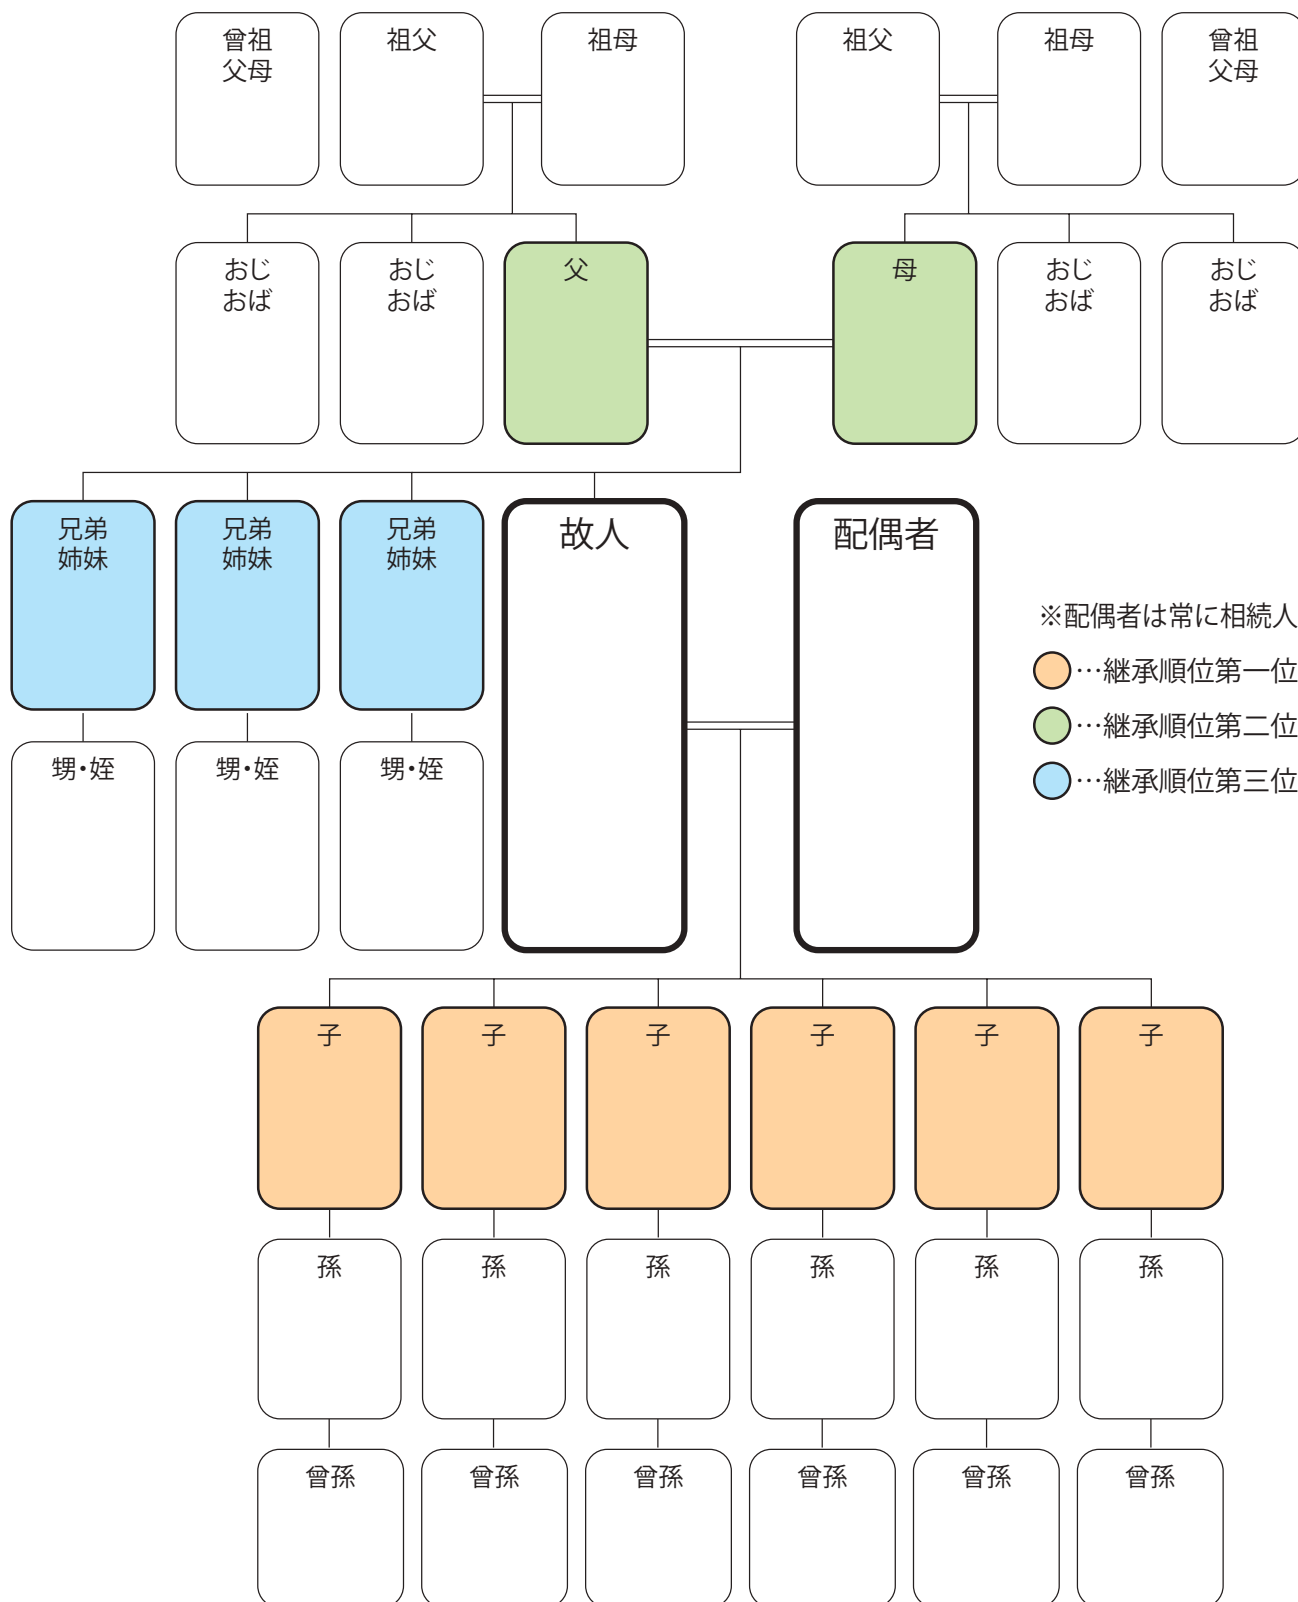 曾祖
父母
祖父
祖母
祖父
祖母
曾祖
父母
おじ
おば
おじ
おば
父
母
おじ
おば
おじ
おば
兄弟
姉妹
兄弟
姉妹
兄弟
姉妹
故人
配偶者
※配偶者は常に相続人
…継承順位第一位
…継承順位第二位
…継承順位第三位
甥・姪
甥・姪
甥・姪
子
子
子
子
子
子
孫
孫
孫
孫
孫
孫
曾孫
曾孫
曾孫
曾孫
曾孫
曾孫